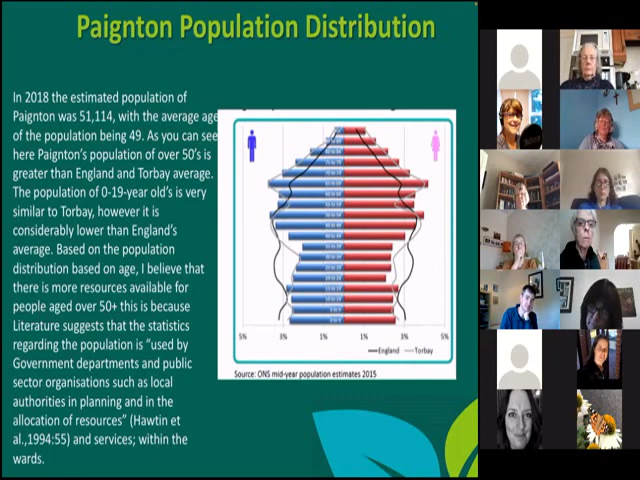 Paignton Population Distribution
In 2018 the estimated population of
Paignton was 51,114, with the average age
of the population being 49. As you can see
here Paignton's population of over 50's is
greater than England and Torbay average.
The population of 0-19-year old's is very
similar to Torbay, however it is
considerably lower than England's
average. Based on the population
distribution based on age, I believe that
there is more resources available for
people aged over 50+ this is because
Literature suggests that the statistics
regarding the population is "used by
Government departments and public
sector organisations such as local
authorities in planning and in the
allocation of resources" (Hawtin et
al.,1994:55) and services; within the
wards.
5% 3% 1% 1% 3% 5%
England Torbay
Source: ONS mid-year population estimates 2015